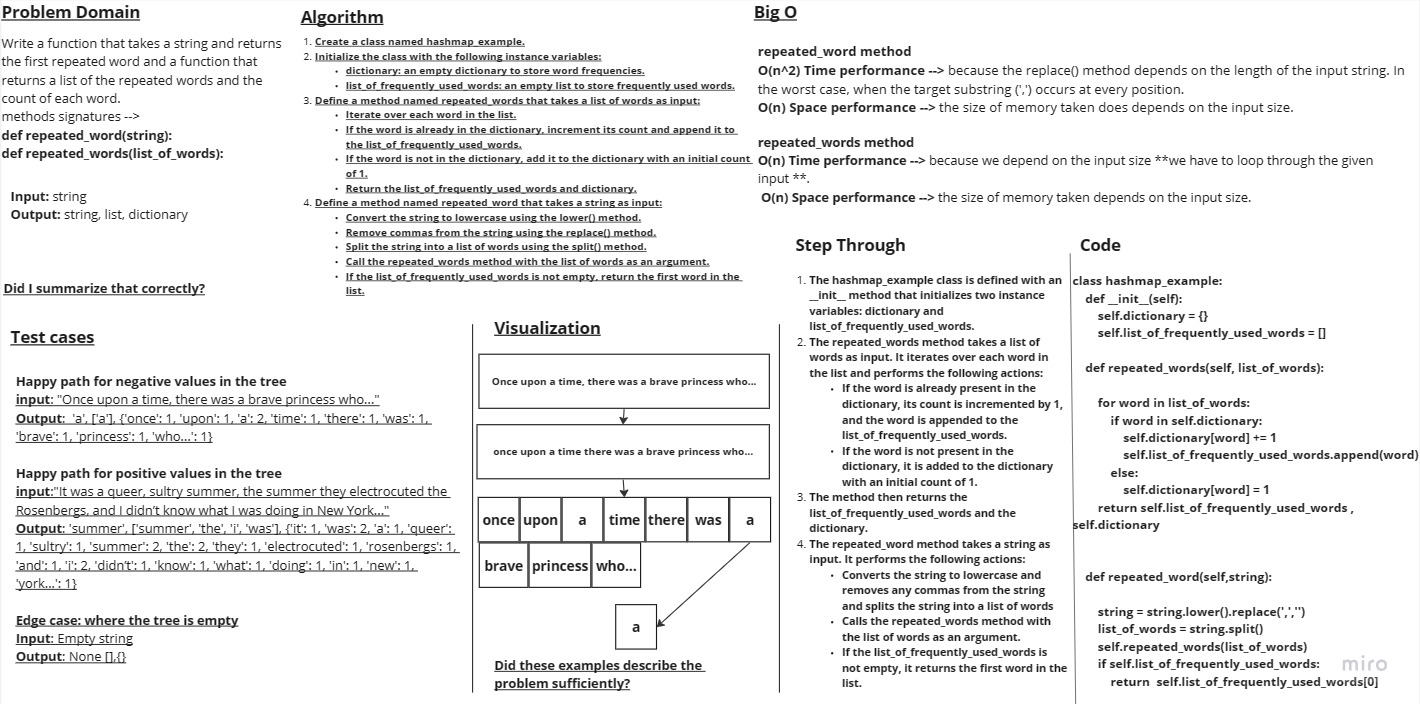 Problem Domain
Write a function that takes a string and returns
the first repeated word and a function that
returns a list of the repeated words and the
count of each word.
methods signatures -->
def repeated_word(string):
def repeated_words(list_of_words):
Input: string
Output: string, list, dictionary
Did I summarize that correctly?
Algorithm
1. Create a class named hashmap_example.
2. Initialize the class with the following instance variables:
• dictionary: an empty dictionary to store word frequencies.
• list_of_frequently_used_words: an empty list to store frequently used words.
3. Define a method named repeated_words that takes a list of words as input:
• Iterate over each word in the list.
• If the word is already in the dictionary, increment its count and append it to
the list_of_frequently_used_words.
• If the word is not in the dictionary, add it to the dictionary with an initial count
of 1.
• Return the list_of_frequently_used_words and dictionary.
4. Define a method named repeated_word that takes a string as input:
• Convert the string to lowercase using the lower() method.
• Remove commas from the string using the replace() method.
• Split the string into a list of words using the split() method.
• Call the repeated_words method with the list of words as an argument.
• If the list_of_frequently_used_words is not empty, return the first word in the
list.
Big O
repeated_word method
O(n^2) Time performance --> because the replace() method depends on the length of the input string. In
the worst case, when the target substring (',') occurs at every position.
O(n) Space performance --> the size of memory taken does depends on the input size.
repeated_words method
O(n) Time performance --> because we depend on the input size **we have to loop through the given
input **.
O(n) Space performance --> the size of memory taken depends on the input size.
Test cases
Happy path for negative values in the tree
input: "Once upon a time, there was a brave princess who..."
Output:  'a', ['a'], {'once': 1, 'upon': 1, 'a': 2, 'time': 1, 'there': 1, 'was': 1,
'brave': 1, 'princess': 1, 'who...': 1}
Happy path for positive values in the tree
input:"It was a queer, sultry summer, the summer they electrocuted the
Rosenbergs, and I didn't know what I was doing in New York..."
Output: 'summer', ['summer', 'the', 'i', 'was'], {'it': 1, 'was': 2, 'a': 1, 'queer':
1, 'sultry': 1, 'summer': 2, 'the': 2, 'they': 1, 'electrocuted': 1, 'rosenbergs': 1,
'and': 1, 'i': 2, 'didn't': 1, 'know': 1, 'what': 1, 'doing': 1, 'in': 1, 'new': 1,
'york...': 1}
Edge case: where the tree is empty
Input: Empty string
Output: None [],{}
Visualization
Once upon a time, there was a brave princess who...
once upon a time there was a brave princess who...
once upon a time there was a
brave princess who...
a
Did these examples describe the
problem sufficiently?
Step Through
1. The hashmap_example class is defined with an
__init__ method that initializes two instance
variables: dictionary and
list_of_frequently_used_words.
2. The repeated_words method takes a list of
words as input. It iterates over each word in
the list and performs the following actions:
• If the word is already present in the
dictionary, its count is incremented by 1,
and the word is appended to the
list_of_frequently_used_words.
• If the word is not present in the
dictionary, it is added to the dictionary
with an initial count of 1.
3. The method then returns the
list_of_frequently_used_words and the
dictionary.
4. The repeated_word method takes a string as
input. It performs the following actions:
• Converts the string to lowercase and
removes any commas from the string
and splits the string into a list of words
• Calls the repeated_words method with
the list of words as an argument.
• If the list_of_frequently_used_words is
not empty, it returns the first word in the
list.
Code
class hashmap_example:
def __init__(self):
self.dictionary = {}
self.list_of_frequently_used_words = []
def repeated_words(self, list_of_words):
for word in list_of_words:
if word in self.dictionary:
self.dictionary[word] += 1
self.list_of_frequently_used_words.append(word)
else:
self.dictionary[word] = 1
return self.list_of_frequently_used_words ,
self.dictionary
def repeated_word(self,string):
string = string.lower().replace(',','')
list_of_words = string.split()
self.repeated_words(list_of_words)
if self.list_of_frequently_used_words:
return  self.list_of_frequently_used_words[0]
miro